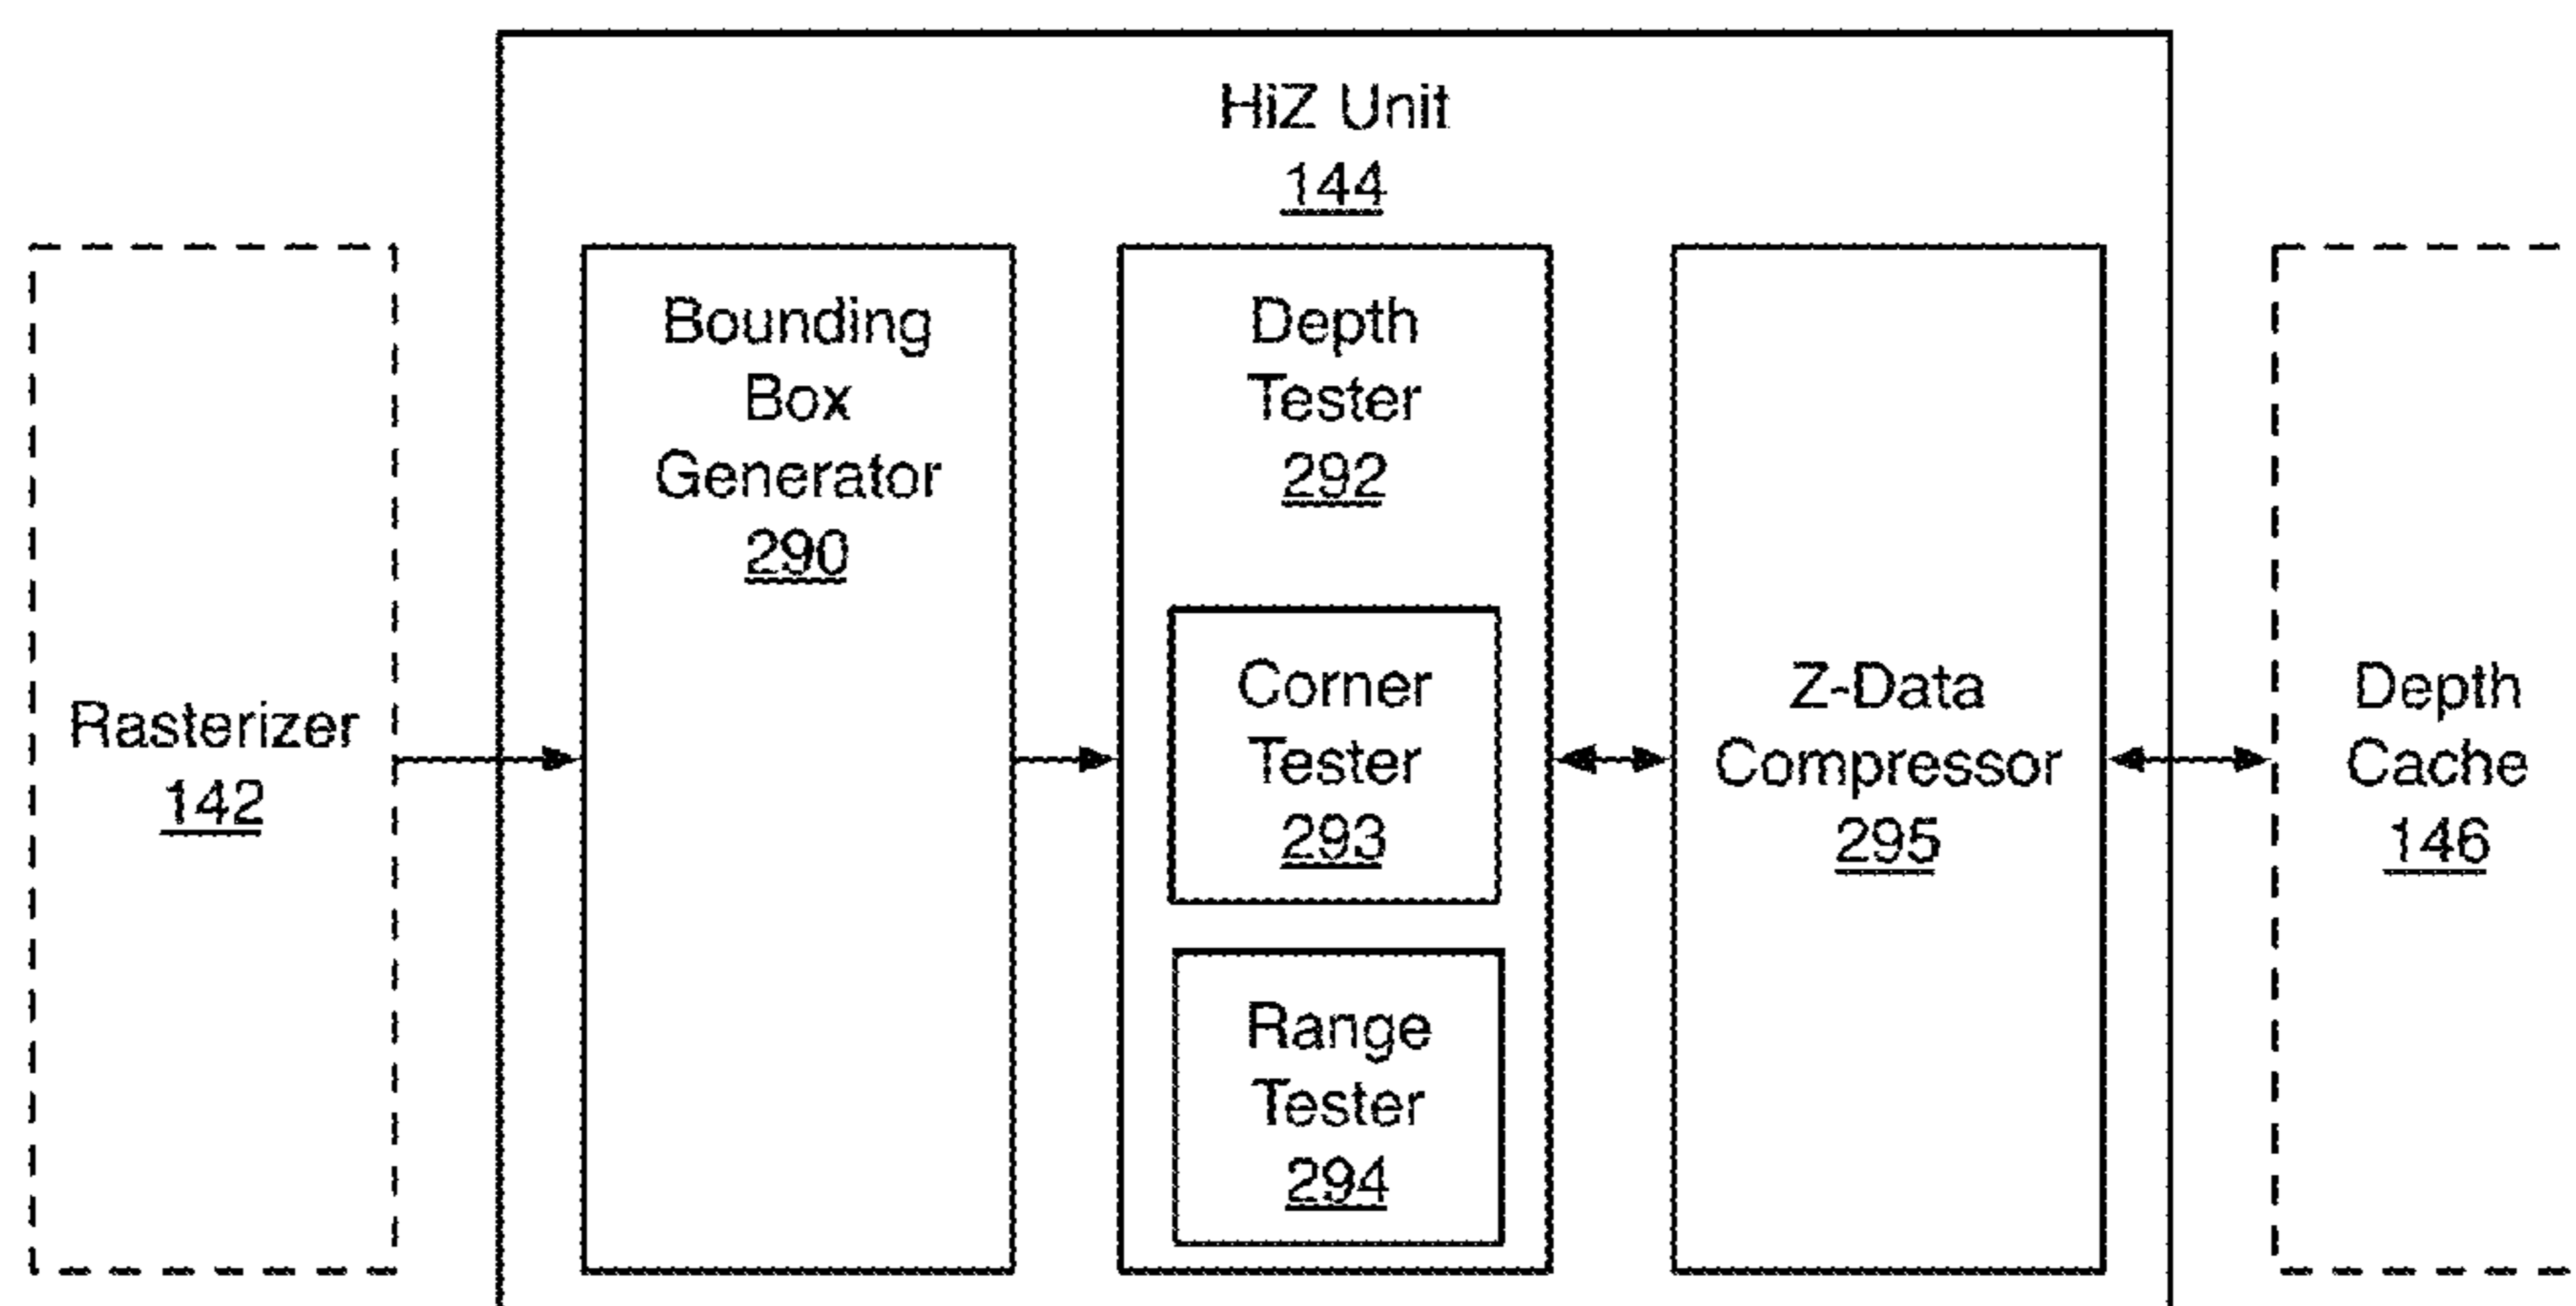 HiZ Unit
144
Rasterizer
142
Bounding
Box
Generator
290
Depth
Tester
292
Corner
Tester
293
Range
Tester
294
Z-Data
Compressor
295
Depth
Cache
146